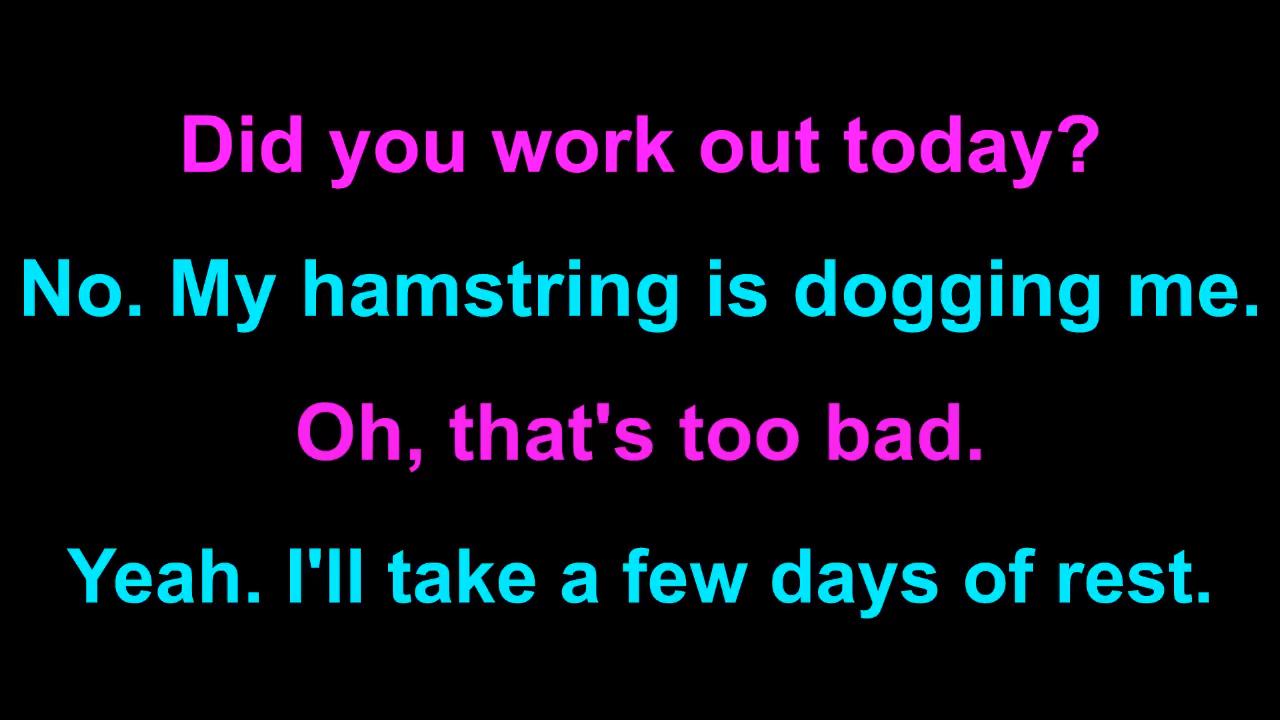 Did you work out today?
No. My hamstring is dogging me.
Oh, that's too bad.
Yeah. I'll take a few days of rest.